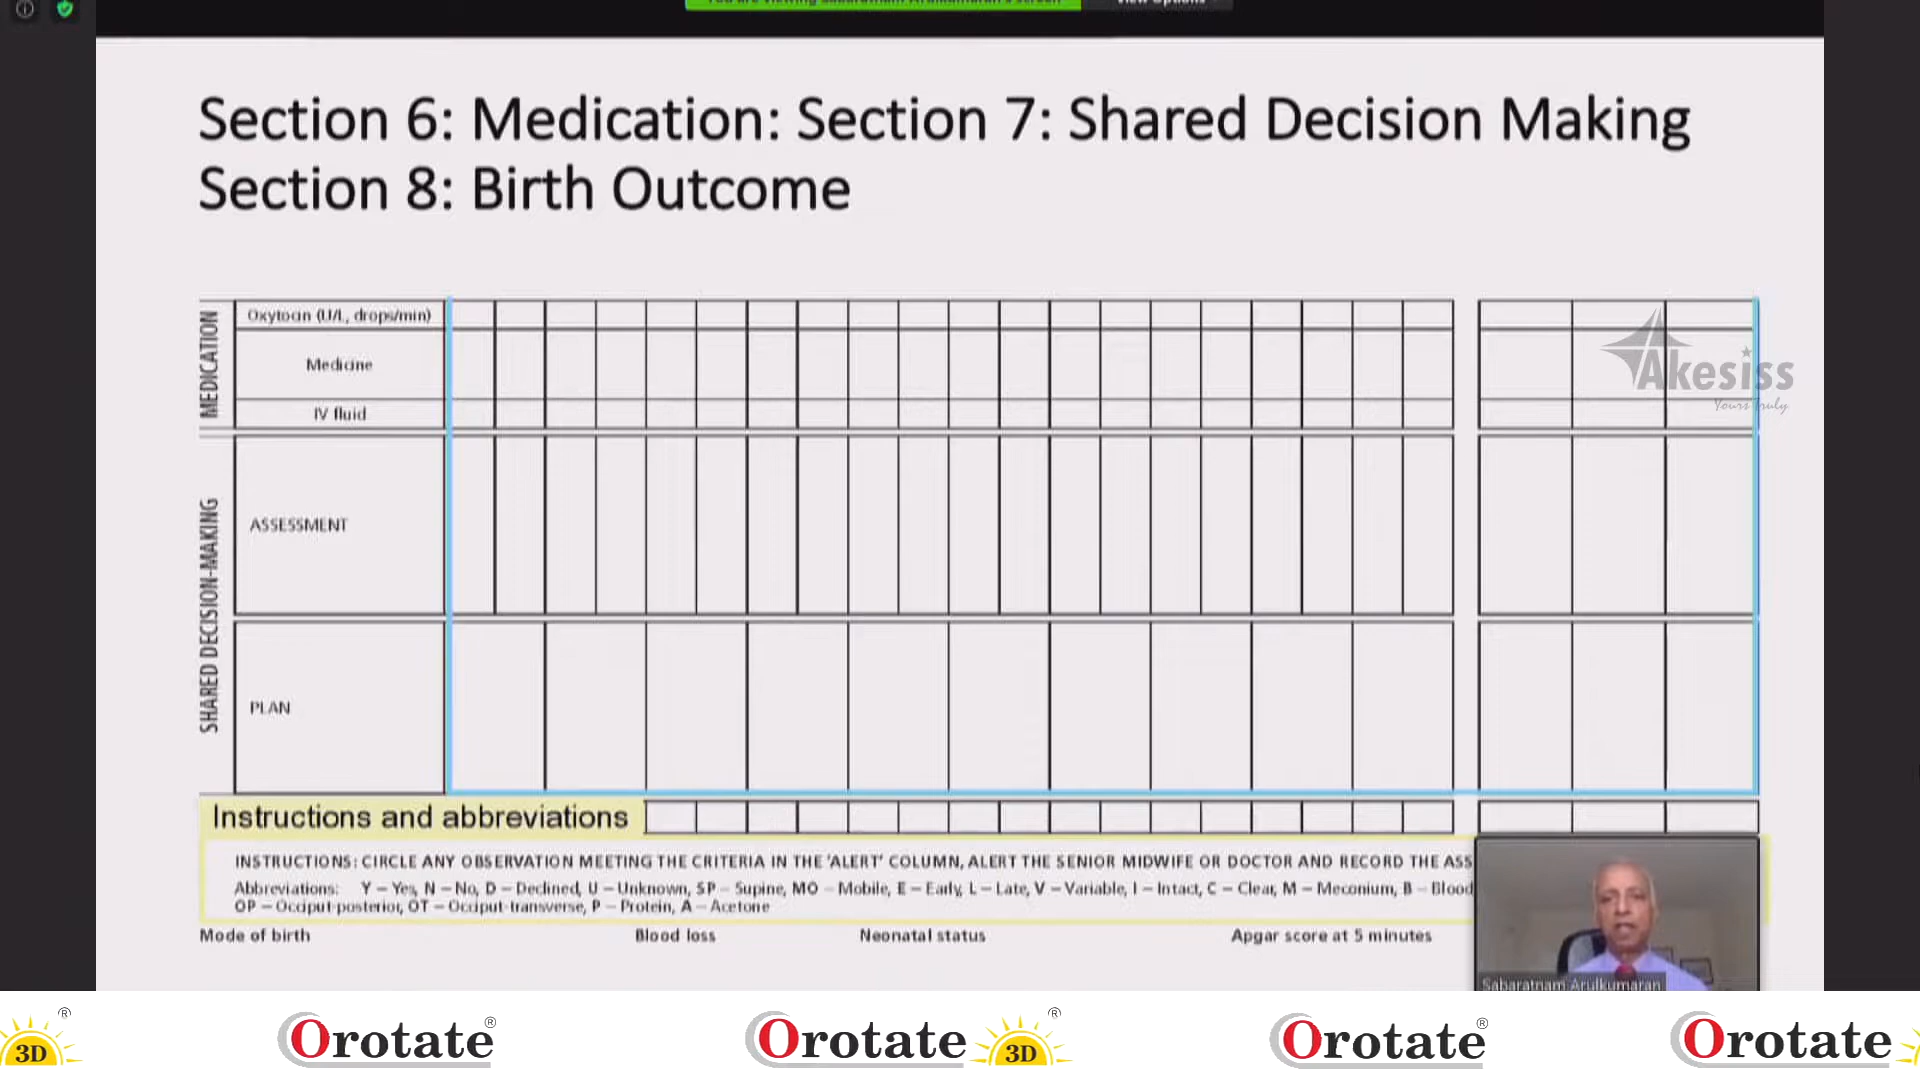 Section 6: Medication: Section 7: Shared Decision Making
Section 8: Birth Outcome
MEDICATION
Oxytocin (U/L, drops/min)
Medicine
IV fluid
SHARED DECISION-MAKING
ASSESSMENT
PLAN
Akesiss
Yours Truly
Instructions and abbreviations
INSTRUCTIONS: CIRCLE ANY OBSERVATION MEETING THE CRITERIA IN THE 'ALERT' COLUMN, ALERT THE SENIOR MIDWIFE OR DOCTOR AND RECORD THE ASS
Abbreviations: Y – Yes, N – No, D – Declined, U – Unknown, SP – Supine, MO – Mobile, E – Early, L – Late, V – Variable, I – Intact, C – Clear, M – Meconium, B – Blood
OP – Occiput posterior, OT – Occiput transverse, P – Protein, A – Acetone
Mode of birth Blood loss Neonatal status Apgar score at 5 minutes
Sabaratnam Arulkumaran
3D ® Orotate ® Orotate 3D ® Orotate ® Orotate